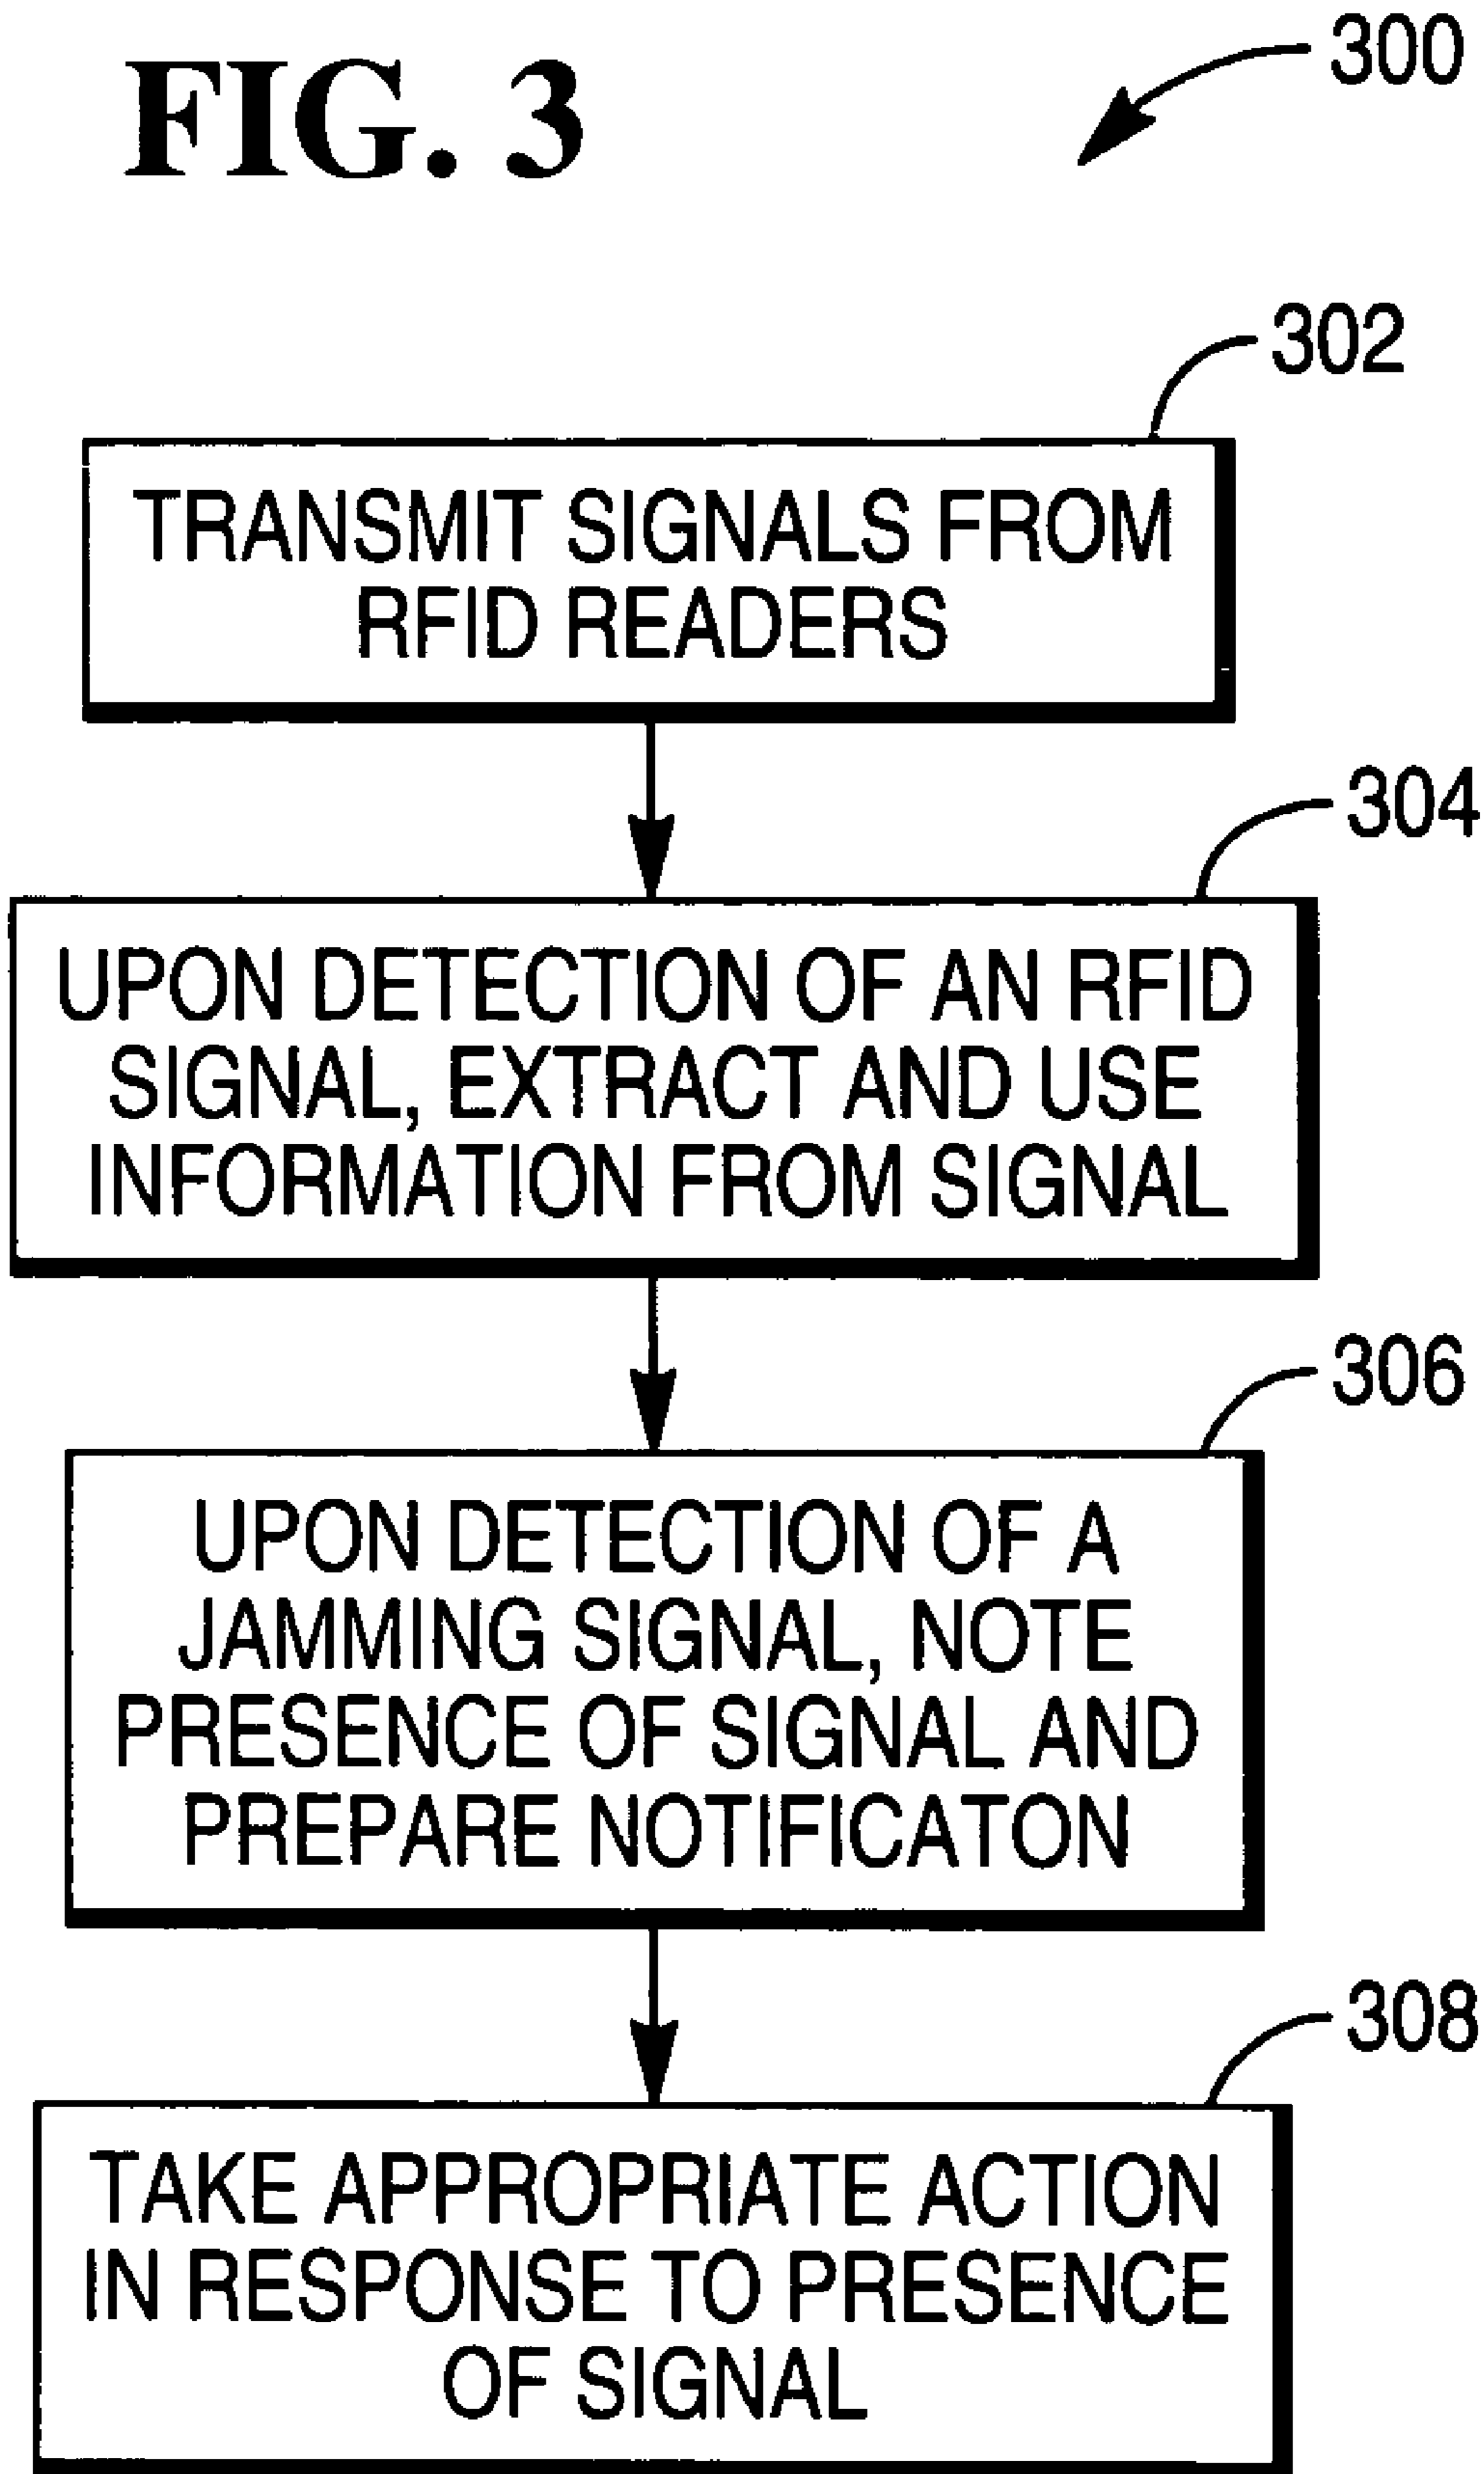 FIG. 3
300
302
TRANSMIT SIGNALS FROM
RFID READERS
304
UPON DETECTION OF AN RFID
SIGNAL, EXTRACT AND USE
INFORMATION FROM SIGNAL
306
UPON DETECTION OF A
JAMMING SIGNAL, NOTE
PRESENCE OF SIGNAL AND
PREPARE NOTIFICATON
308
TAKE APPROPRIATE ACTION
IN RESPONSE TO PRESENCE
OF SIGNAL